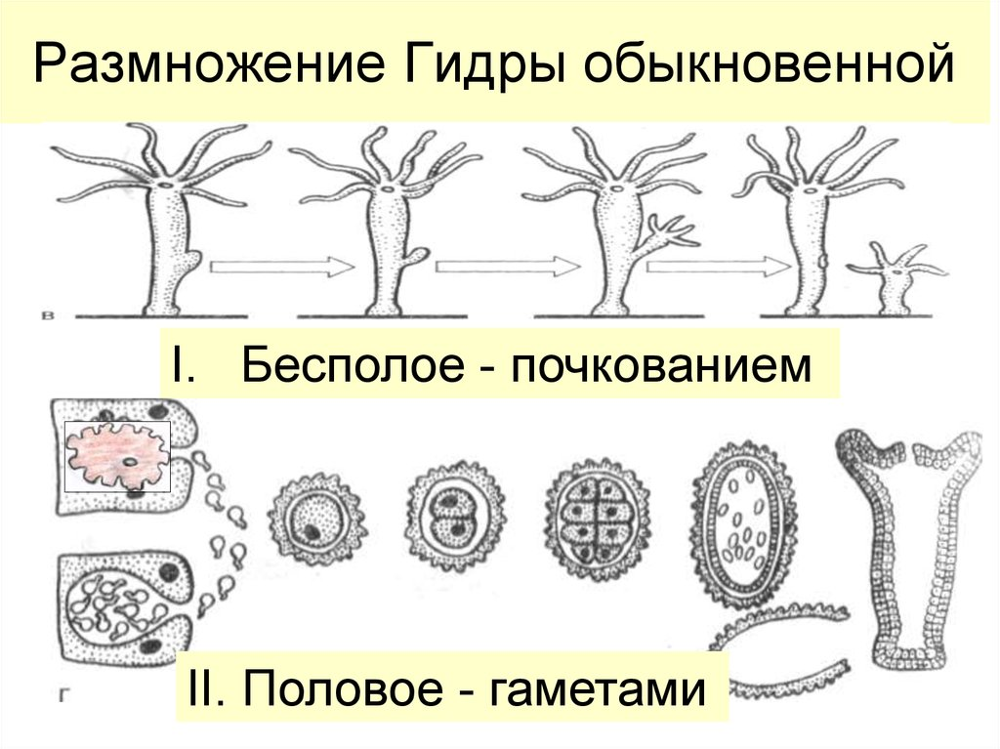 Размножение Гидры обыкновенной
в
I. Бесполое - почкованием
г
II. Половое - гаметами